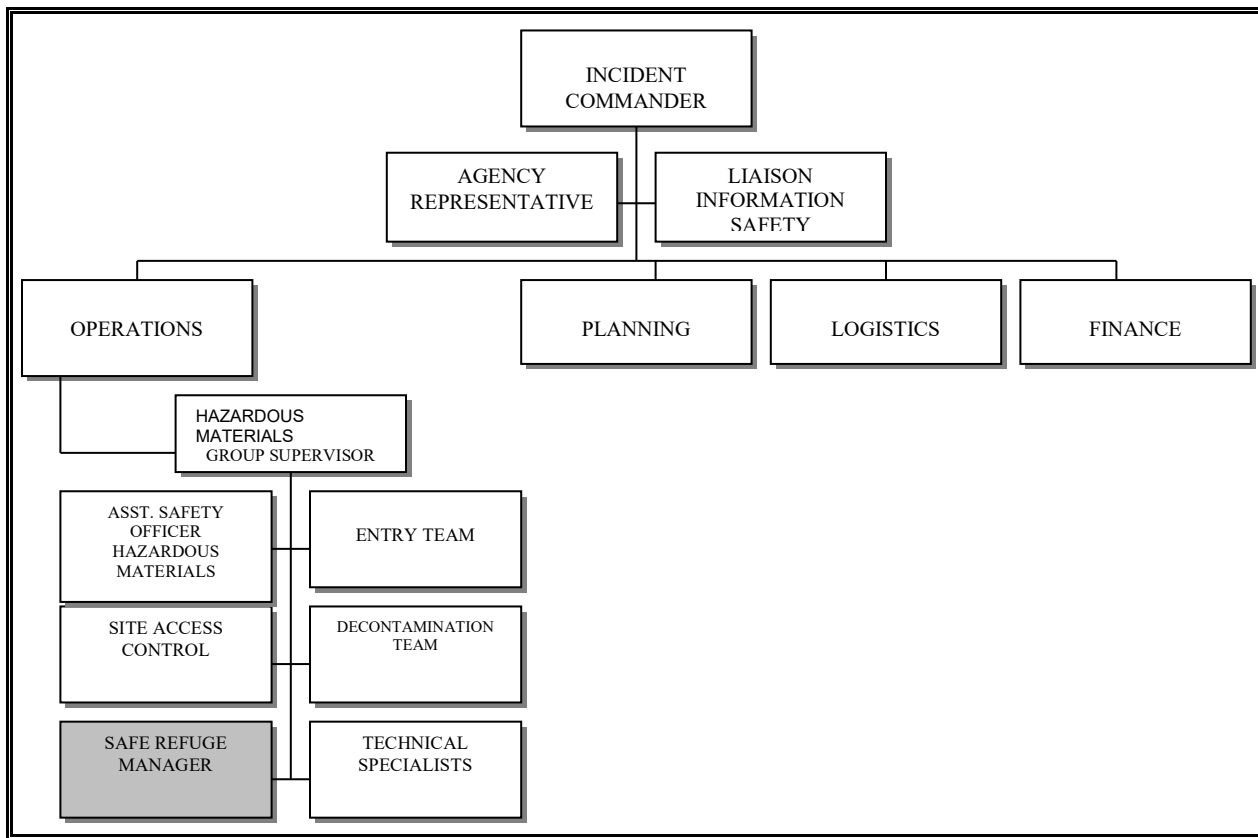 INCIDENT
COMMANDER
AGENCY
REPRESENTATIVE
LIAISON
INFORMATION
SAFETY
OPERATIONS
PLANNING
LOGISTICS
FINANCE
HAZARDOUS
MATERIALS
GROUP SUPERVISOR
ASST. SAFETY
OFFICER
HAZARDOUS
MATERIALS
ENTRY TEAM
SITE ACCESS
CONTROL
DECONTAMINATION
TEAM
SAFE REFUGE
MANAGER
TECHNICAL
SPECIALISTS